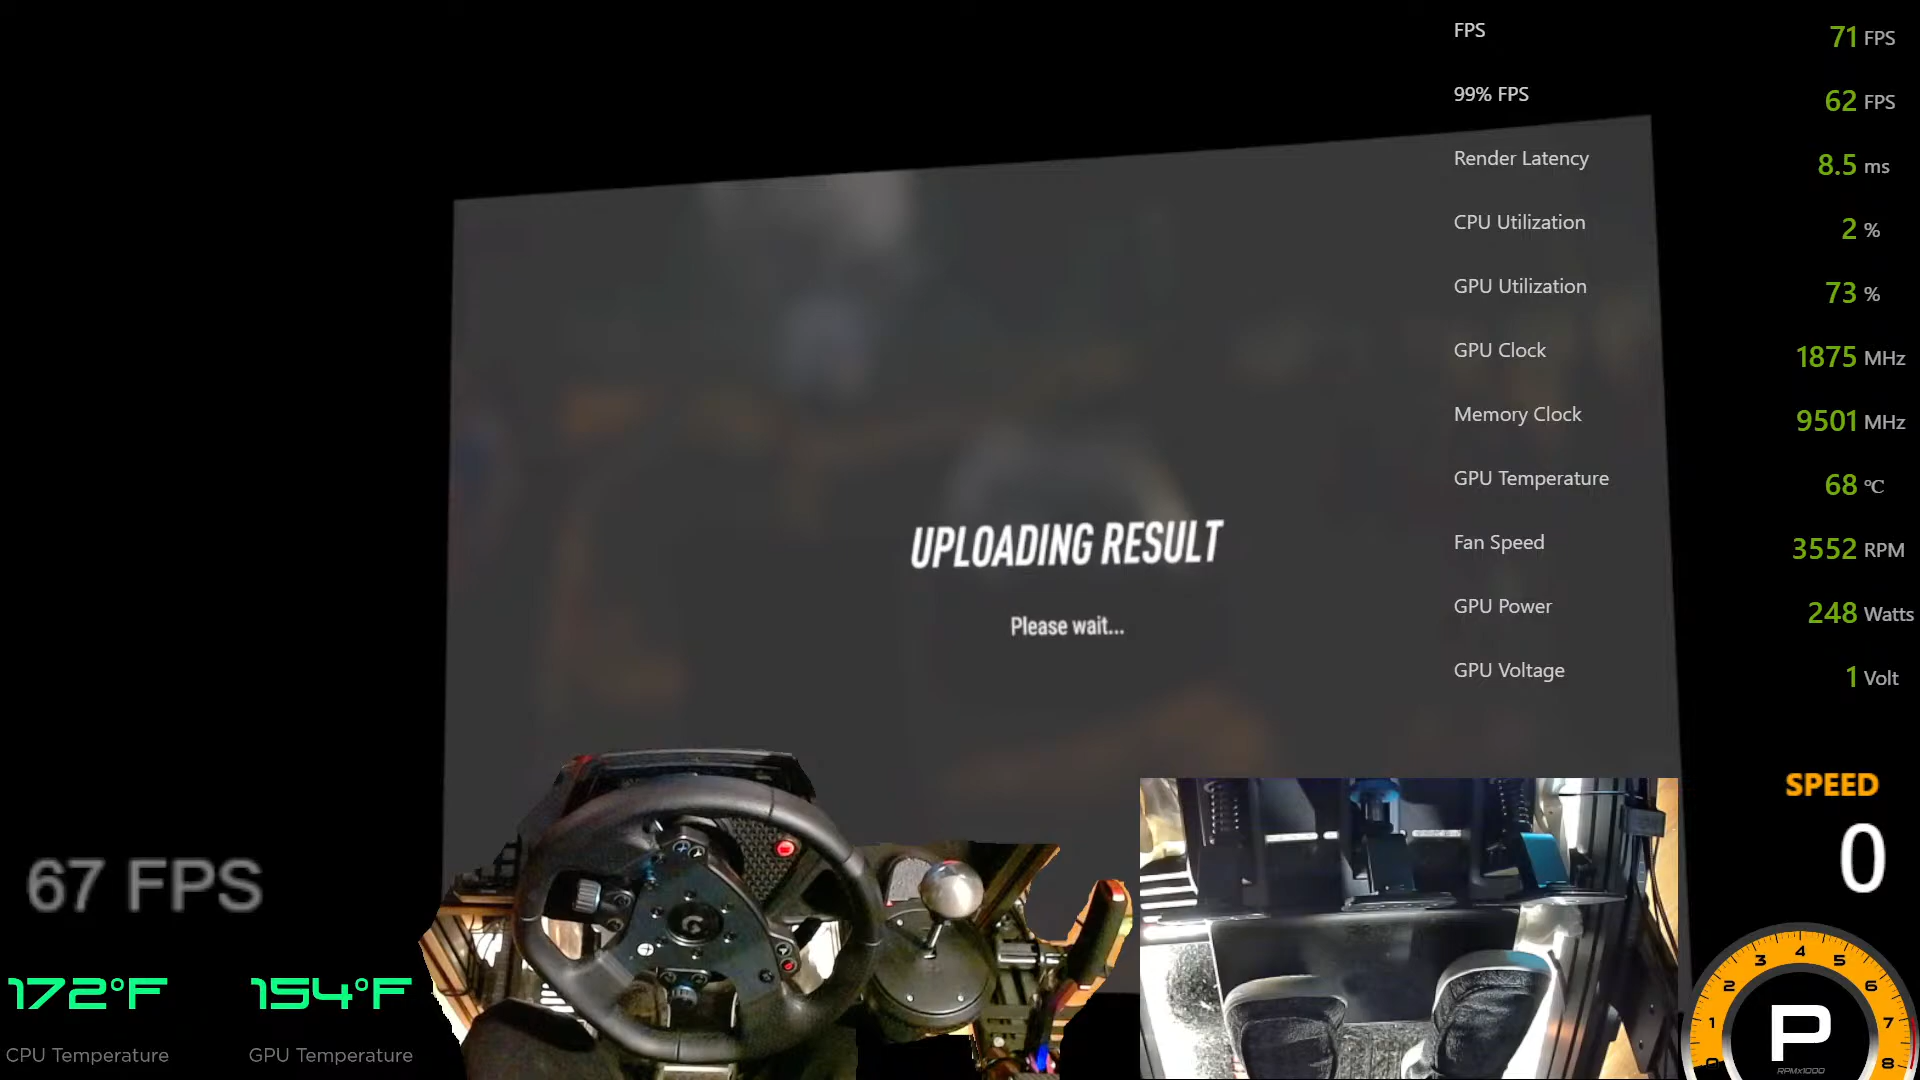 FPS 71 FPS
99% FPS 62 FPS
Render Latency 8.5 ms
CPU Utilization 2 %
GPU Utilization 73 %
GPU Clock 1875 MHz
Memory Clock 9501 MHz
GPU Temperature 68 °C
Fan Speed 3552 RPM
GPU Power 248 Watts
GPU Voltage 1 Volt
UPLOADING RESULT
Please wait...
SPEED
0
67 FPS
172°F
CPU Temperature
154°F
GPU Temperature
0 1 2 3 4 5 6 7 8
P
RPMx1000